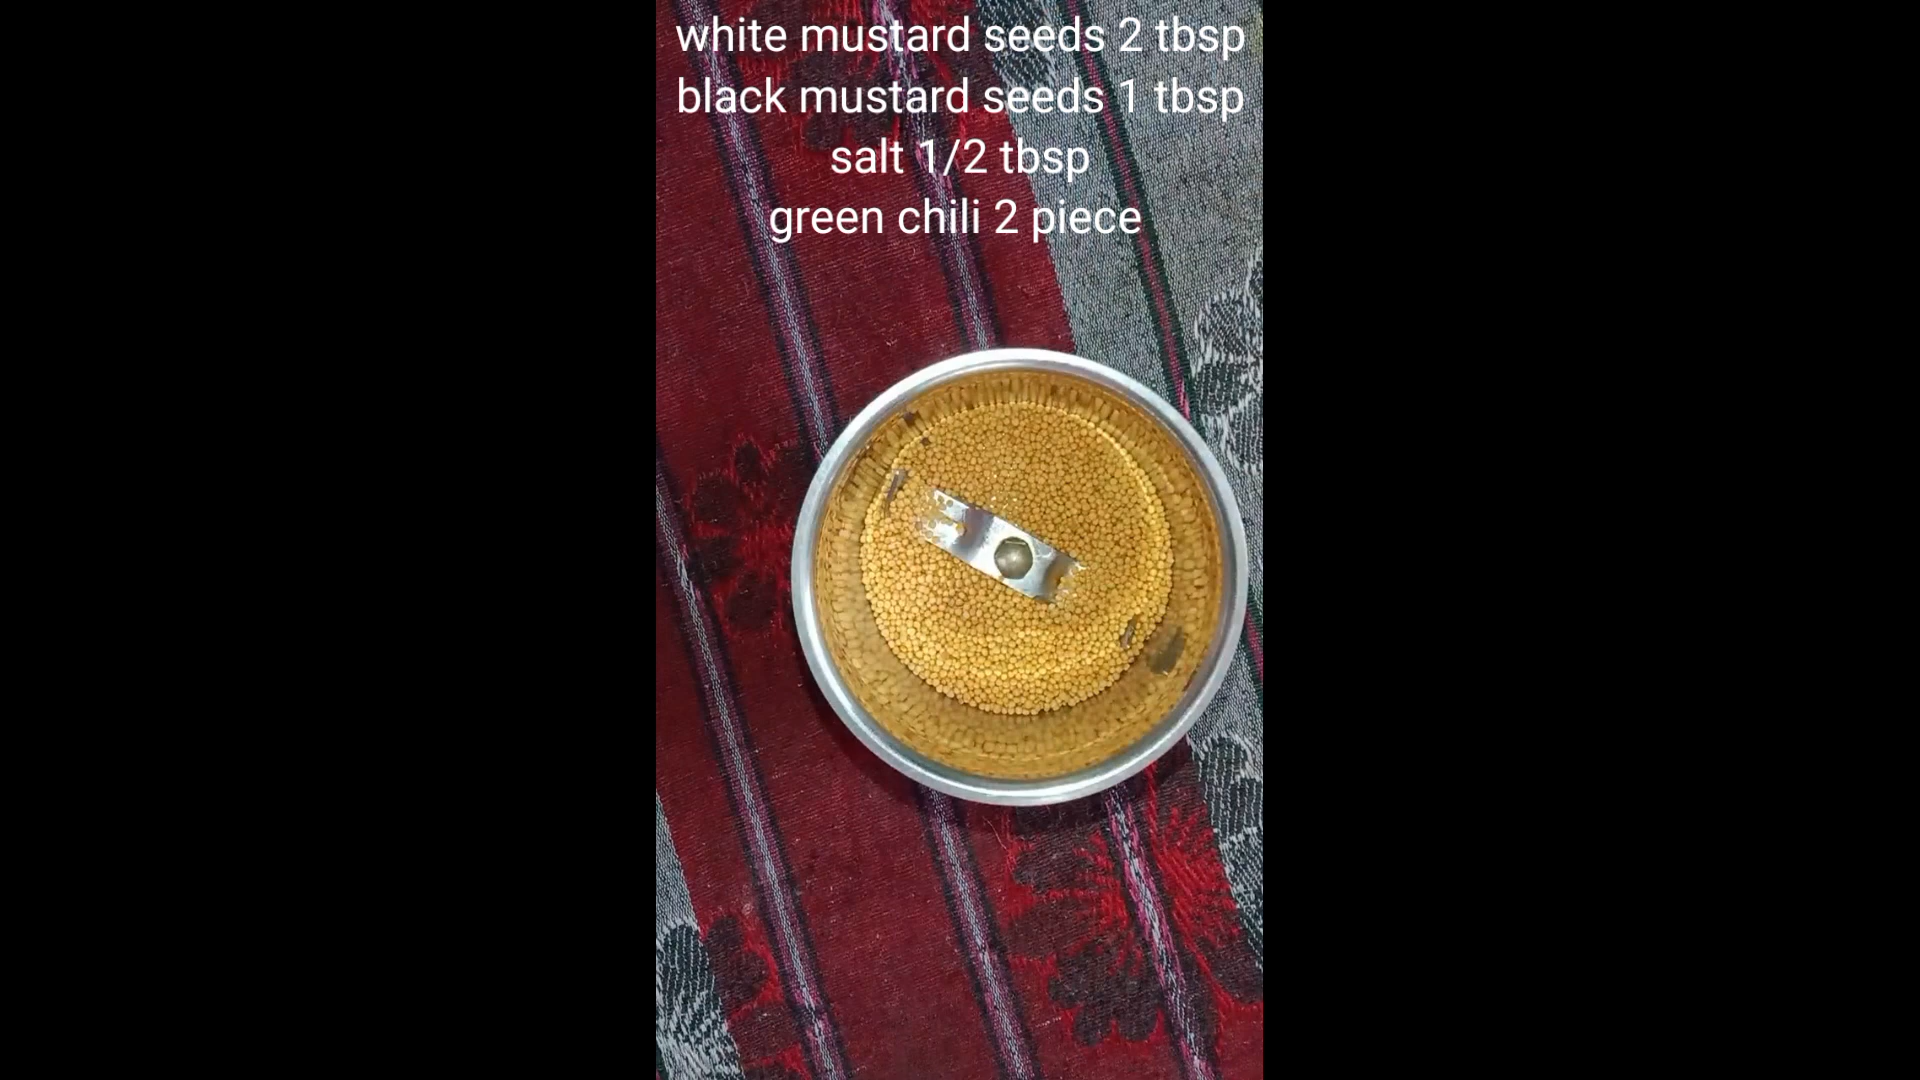 white mustard seeds 2 tbsp
black mustard seeds 1 tbsp
salt 1/2 tbsp
green chili 2 piece